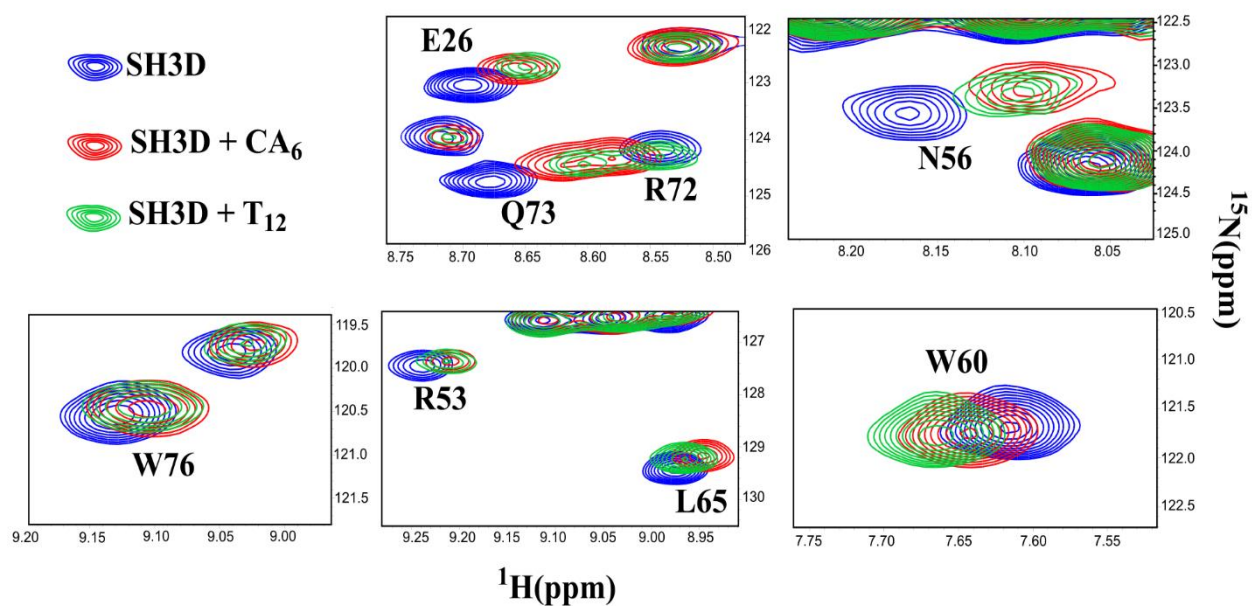 SH3D
SH3D + CA₆
SH3D + T₁₂
E26
Q73
R72
122
123
124
125
126
8.75 8.70 8.65 8.60 8.55 8.50
N56
122.5
123.0
123.5
124.0
124.5
125.0
8.20 8.15 8.10 8.05
¹⁵N(ppm)
W76
119.5
120.0
120.5
121.0
121.5
9.20 9.15 9.10 9.05 9.00
R53
L65
127
128
129
130
9.25 9.20 9.15 9.10 9.05 9.00 8.95
W60
120.5
121.0
121.5
122.0
122.5
7.75 7.70 7.65 7.60 7.55
¹H(ppm)